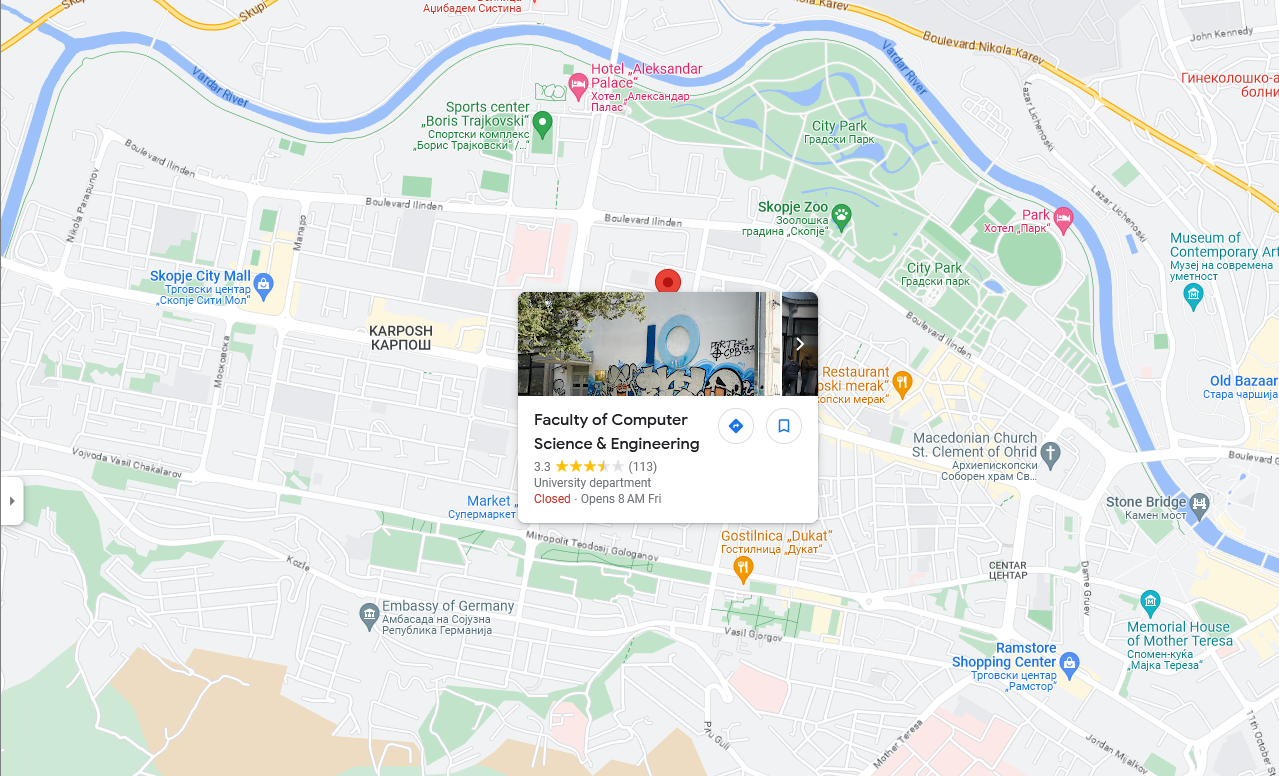 Аџибадем Систина
Skopska
Boulevard Nikola Karev
John Kennedy
Vardar River
Vardar River
Hotel „Aleksandar
Palace“
Хотел „Александар
Палас“
Гинеколошко-а
болни
Lazar Lichenoski
Sports center
„Boris Trajkovski“
Спортски комплекс
„Борис Трајковски“ /…
City Park
Градски Парк
Boulevard Ilinden
Nikola Parapunov
Boulevard Ilinden
Boulevard Ilinden
Lazar Lichenoski
Skopje Zoo
Зоолошка
градина „Скопје“
Park
Хотел „Парк“
Museum of
Contemporary Art
Музеј на современа
уметност
Skopje City Mall
Трговски центар
„Скопје Сити Мол“
City Park
Градски парк
KARPOSH
КАРПОШ
Московска
Boulevard Ilinden
10
Restaurant
pski merak“
копски мерак“
Old Bazaar
Стара чаршија
Faculty of Computer
Science & Engineering
3.3 (113)
University department
Closed · Opens 8 AM Fri
Macedonian Church
St. Clement of Ohrid
Архиепископски
Соборен храм Св…
Vojvoda Vasil Chakalarov
Boulevard G
Market „
Супермаркет
Stone Bridge
Камен мост
Gostilnica „Dukat“
Гостилница „Дукат“
Mitropolit Teodosij Gologanov
Kozle
CENTAR
ЦЕНТАР
Dame Gruev
Embassy of Germany
Амбасада на Сојузна
Република Германија
Vasil Gjorgov
Memorial House
of Mother Teresa
Спомен-куќа
„Мајка Тереза“
Ramstore
Shopping Center
Трговски центар
„Рамстор“
Pỉrẏ Guli
Mother Teresa
Jordan Mijalkov
11th October S